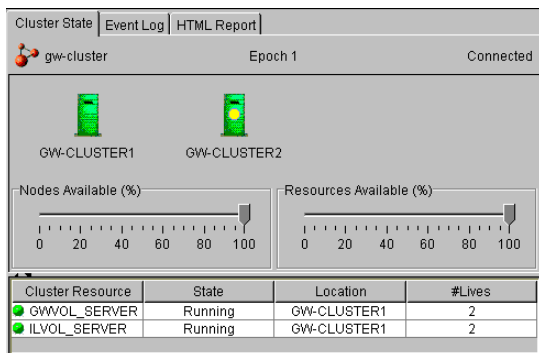 Cluster State Event Log HTML Report
gw-cluster Epoch 1 Connected
GW-CLUSTER1 GW-CLUSTER2
Nodes Available (%) Resources Available (%)
0 20 40 60 80 100 0 20 40 60 80 100
Cluster Resource State Location #Lives
GWVOL_SERVER Running GW-CLUSTER1 2
ILVOL_SERVER Running GW-CLUSTER1 2